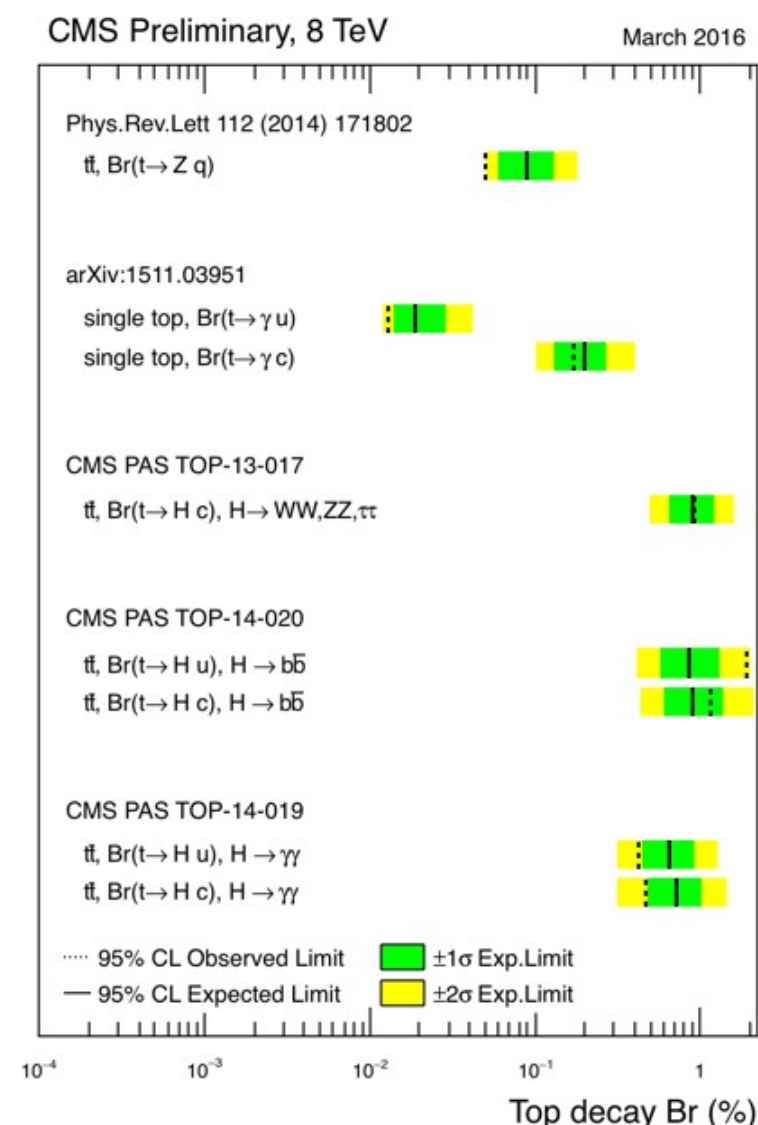 CMS Preliminary, 8 TeV
March 2016
Phys.Rev.Lett 112 (2014) 171802
tt̄, Br(t→ Z q)
arXiv:1511.03951
single top, Br(t→ γ u)
single top, Br(t→ γ c)
CMS PAS TOP-13-017
tt̄, Br(t→ H c), H→ WW,ZZ,ττ
CMS PAS TOP-14-020
tt̄, Br(t→ H u), H → bb̄
tt̄, Br(t→ H c), H → bb̄
CMS PAS TOP-14-019
tt̄, Br(t→ H u), H → γγ
tt̄, Br(t→ H c), H → γγ
95% CL Observed Limit
±1σ Exp.Limit
95% CL Expected Limit
±2σ Exp.Limit
10⁻⁴ 10⁻³ 10⁻² 10⁻¹ 1
Top decay Br (%)